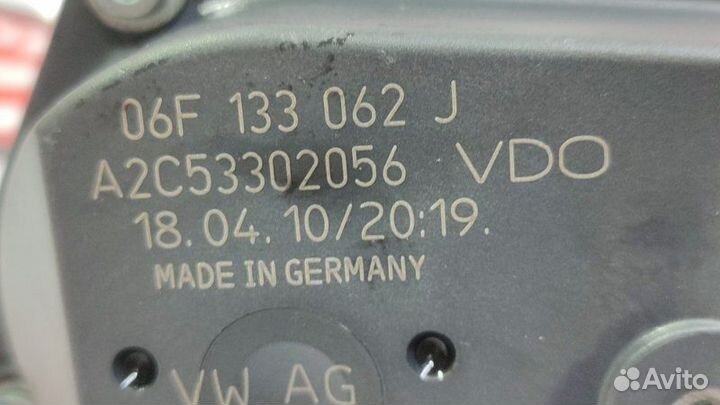 06F 133 062 J
A2C53302056 VDO
18.04.10/20:19.
MADE IN GERMANY
VW AG
Avito